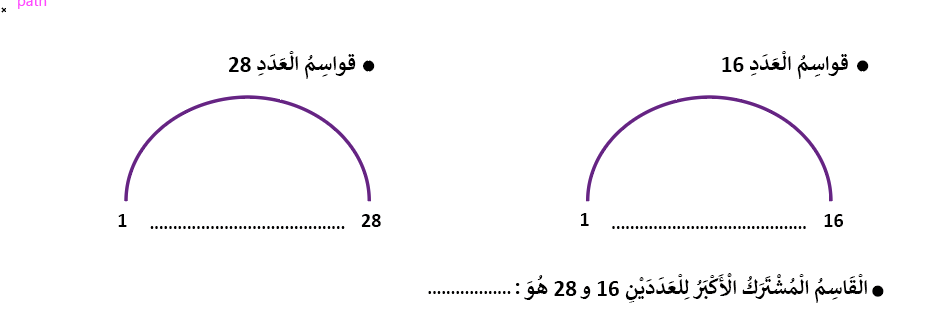 path
● قواسِمُ الْعَدَدِ 16
● قواسِمُ الْعَدَدِ 28
1 .......................................... 16
1 .......................................... 28
● الْقَاسِمُ الْمُشْتَرَكُ الْأَكْبَرُ لِلْعَدَدَيْنِ 16 و 28 هُوَ : ..................